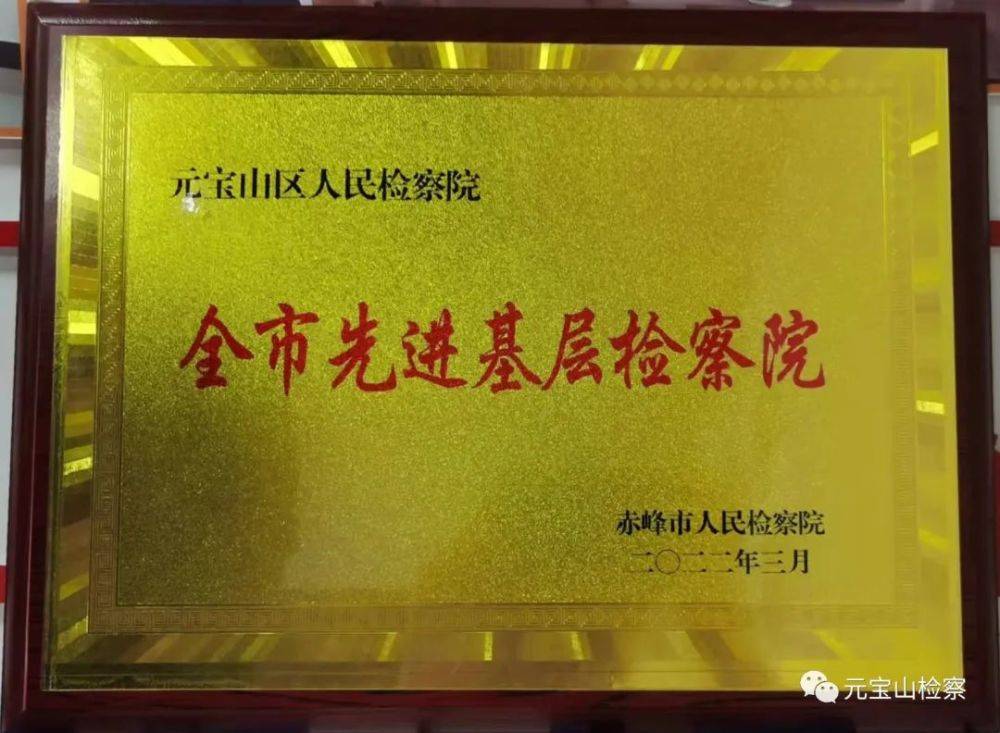 元宝山区人民检察院
全市先进基层检察院
赤峰市人民检察院
二〇二二年三月
元宝山检察